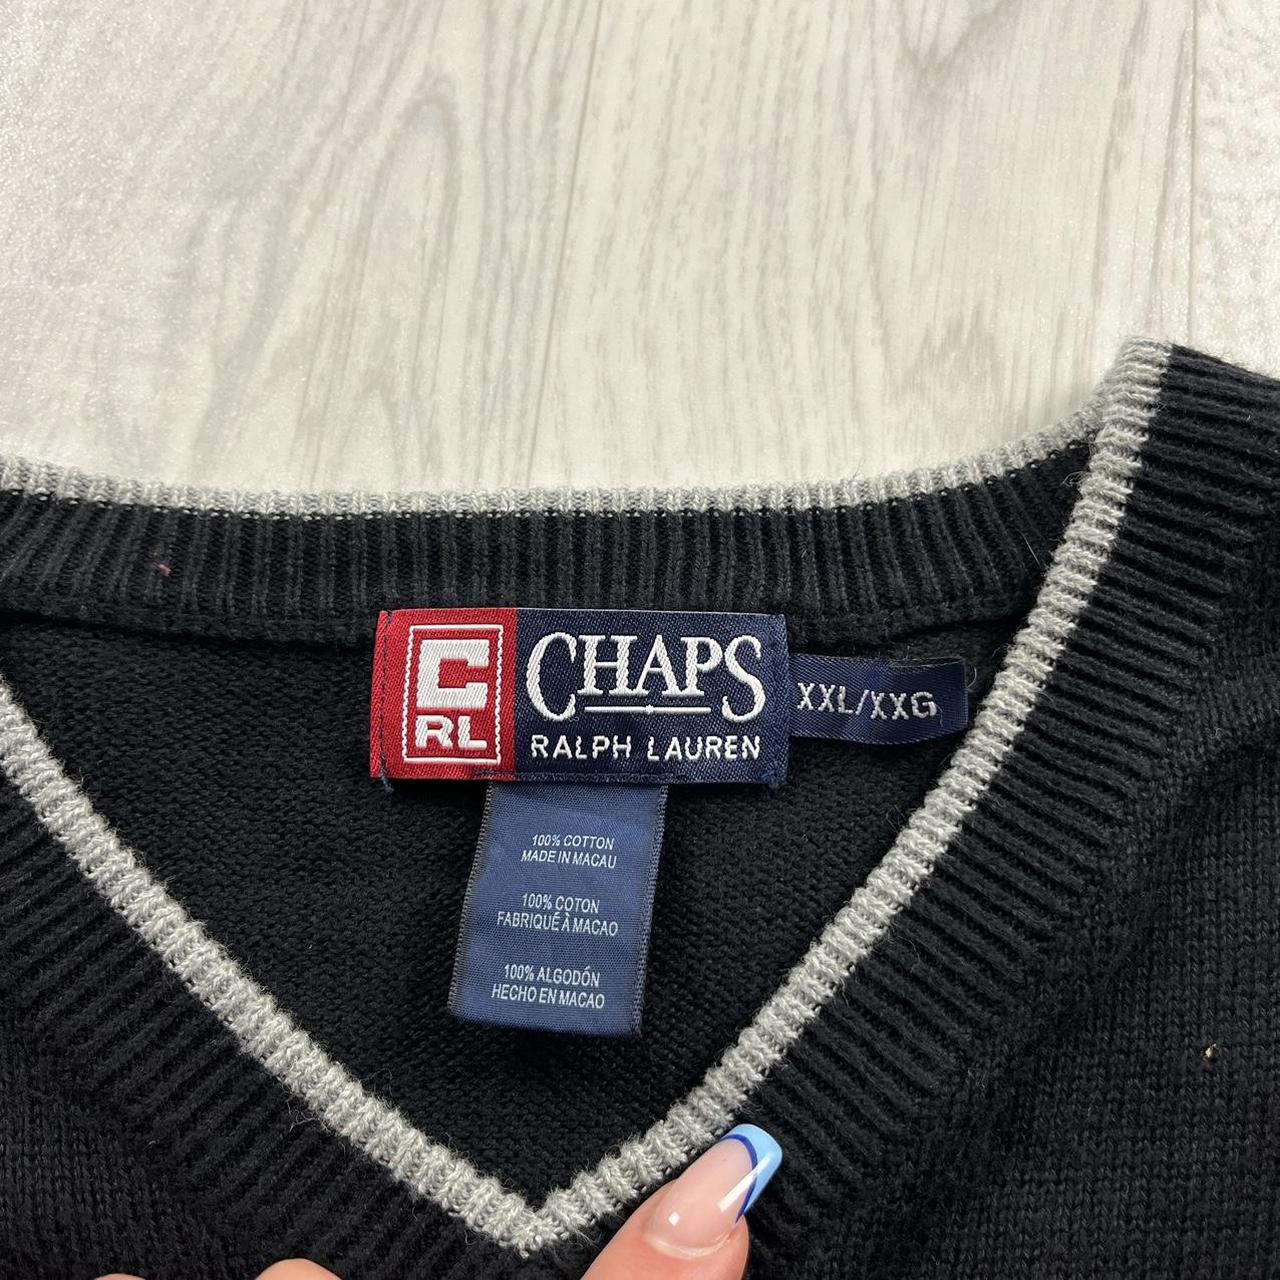 C
RL
CHAPS
RALPH LAUREN
XXL/XXG
100% COTTON
MADE IN MACAU
100% COTON
FABRIQUÉ À MACAO
100% ALGODÓN
HECHO EN MACAO